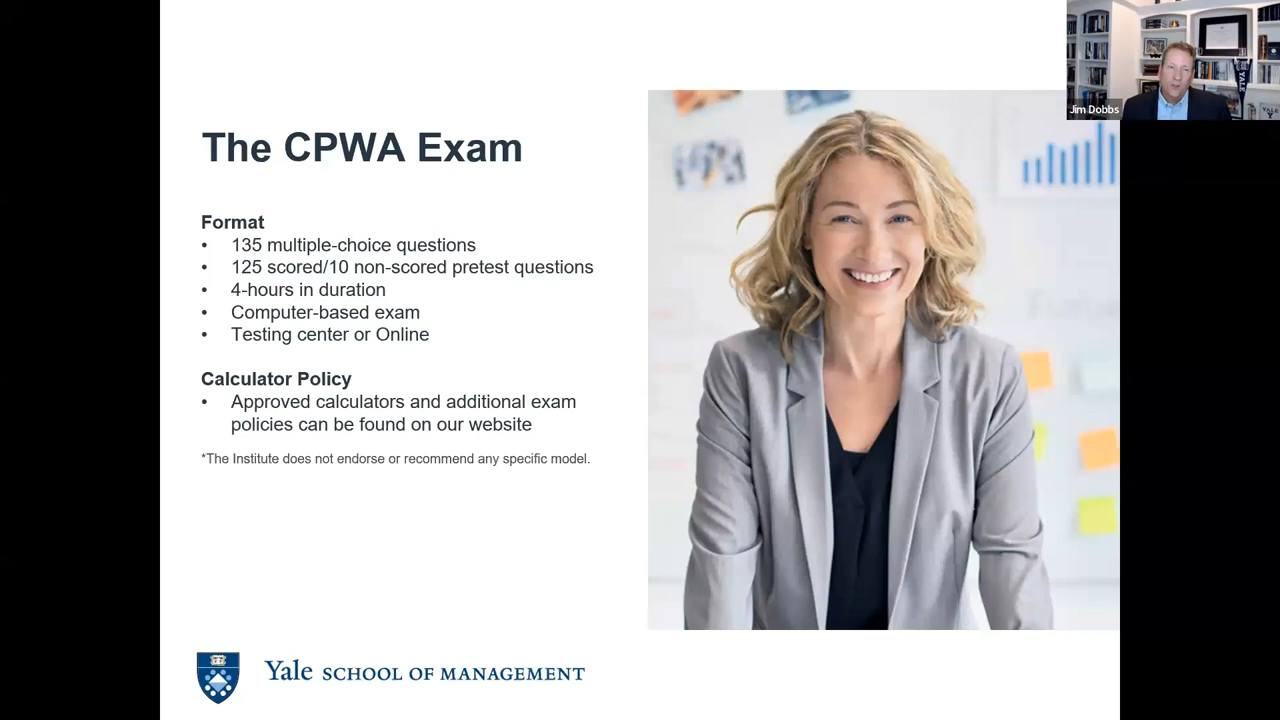 Jim Dobbs
YALE
The CPWA Exam
Format
• 135 multiple-choice questions
• 125 scored/10 non-scored pretest questions
• 4-hours in duration
• Computer-based exam
• Testing center or Online
Calculator Policy
• Approved calculators and additional exam
policies can be found on our website
*The Institute does not endorse or recommend any specific model.
Yale SCHOOL OF MANAGEMENT